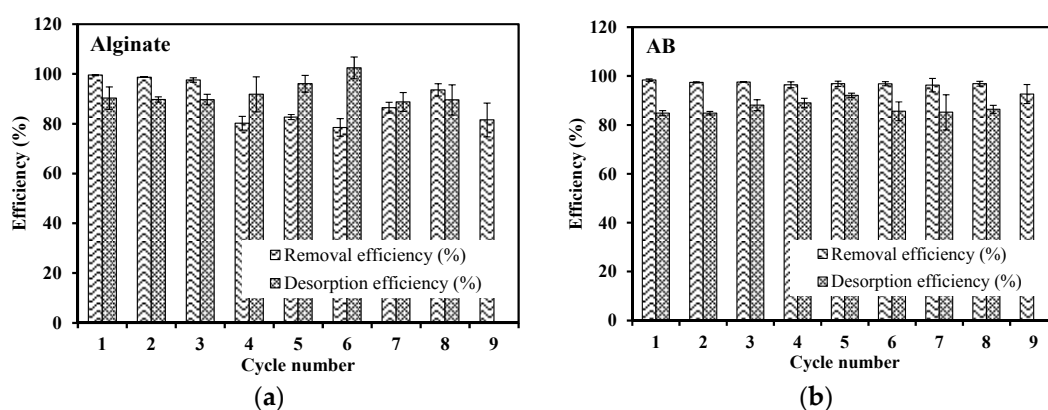 Alginate
120
100
80
60
40
20
0
Efficiency (%)
Removal efficiency (%)
Desorption efficiency (%)
1 2 3 4 5 6 7 8 9
Cycle number
(a)
AB
120
100
80
60
40
20
0
Efficiency (%)
Removal efficiency (%)
Desorption efficiency (%)
1 2 3 4 5 6 7 8 9
Cycle number
(b)